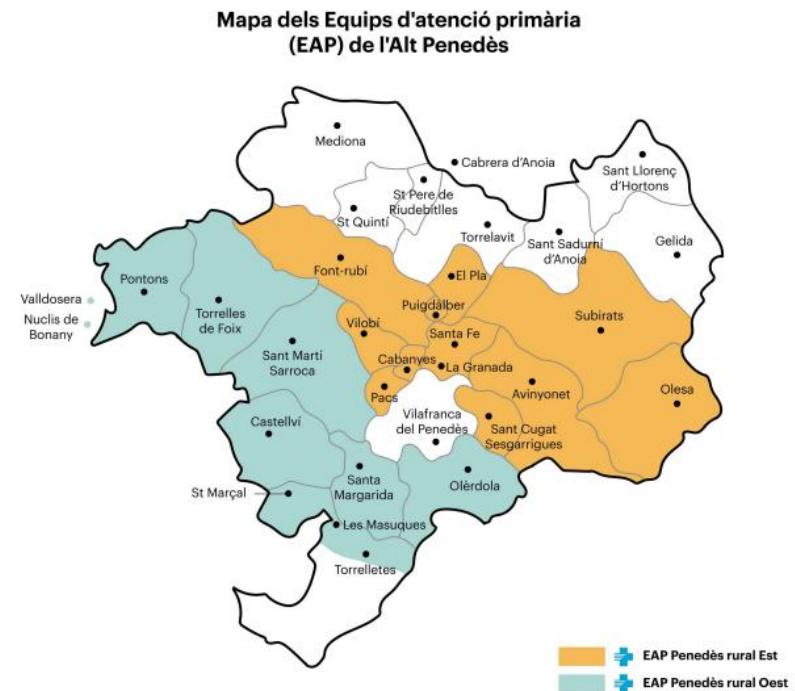 Mapa dels Equips d'atenció primària
(EAP) de l'Alt Penedès
Mediona
Cabrera d'Anoia
Sant Llorenç
d'Hortons
St Pere de
Riudebitlles
St Quintí
Torrelavit
Sant Sadurní
d'Anoia
Gelida
Font-rubí
El Pla
Pontons
Valldosera
Nuclis de
Bonany
Torrelles
de Foix
Puigdàlber
Subirats
Vilobí
Santa Fe
Sant Martí
Sarroca
Cabanyes
La Granada
Avinyonet
Olesa
Pacs
Vilafranca
del Penedès
Sant Cugat
Sesgarrigues
Castellví
Santa
Margarida
Olèrdola
St Marçal
Les Masuques
Torrelletes
EAP Penedès rural Est
EAP Penedès rural Oest